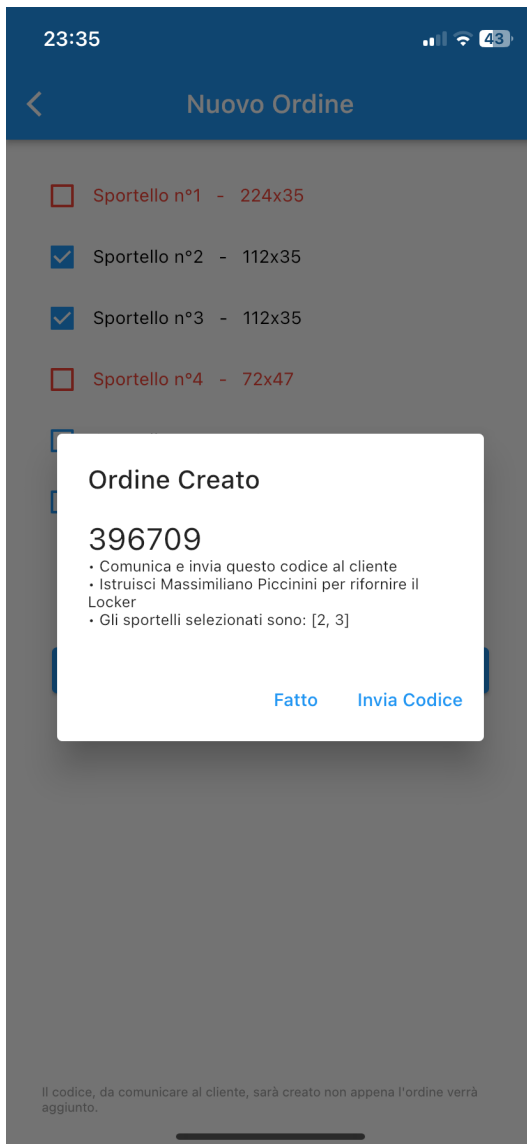 23:35
43
Nuovo Ordine
Sportello n°1 - 224x35
Sportello n°2 - 112x35
Sportello n°3 - 112x35
Sportello n°4 - 72x47
Ordine Creato
396709
• Comunica e invia questo codice al cliente
• Istruisci Massimiliano Piccinini per rifornire il
Locker
• Gli sportelli selezionati sono: [2, 3]
Fatto Invia Codice
Il codice, da comunicare al cliente, sarà creato non appena l'ordine verrà
aggiunto.